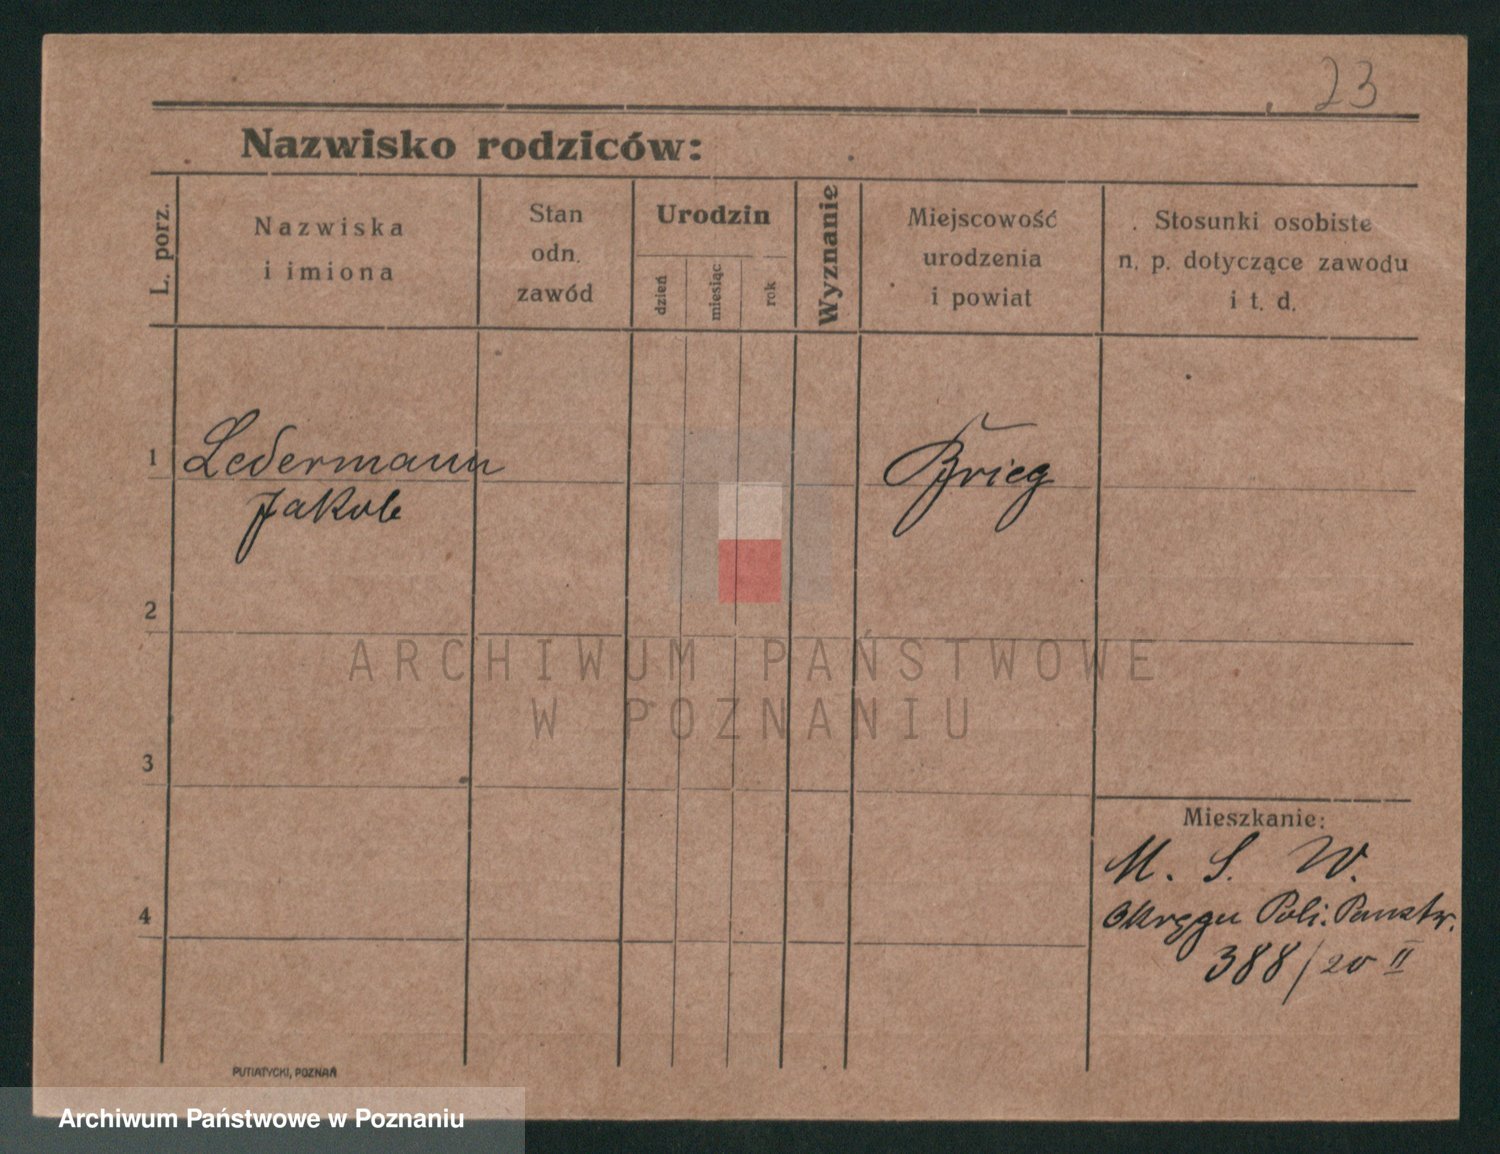 23
Nazwisko rodziców:
L. porz.
Nazwiska
i imiona
Stan
odn.
zawód
Urodzin
dzień
miesiąc
rok
Wyznanie
Miejscowość
urodzenia
i powiat
Stosunki osobiste
n. p. dotyczące zawodu
i t. d.
1
Ledermann
Jakob
Brieg
2
ARCHIWUM PAŃSTWOWE
W POZNANIU
3
Mieszkanie:
M. S. W.
Okręgu Poli. Panstw.
388/20 II
4
PUTIATYCKI, POZNAŃ
Archiwum Państwowe w Poznaniu